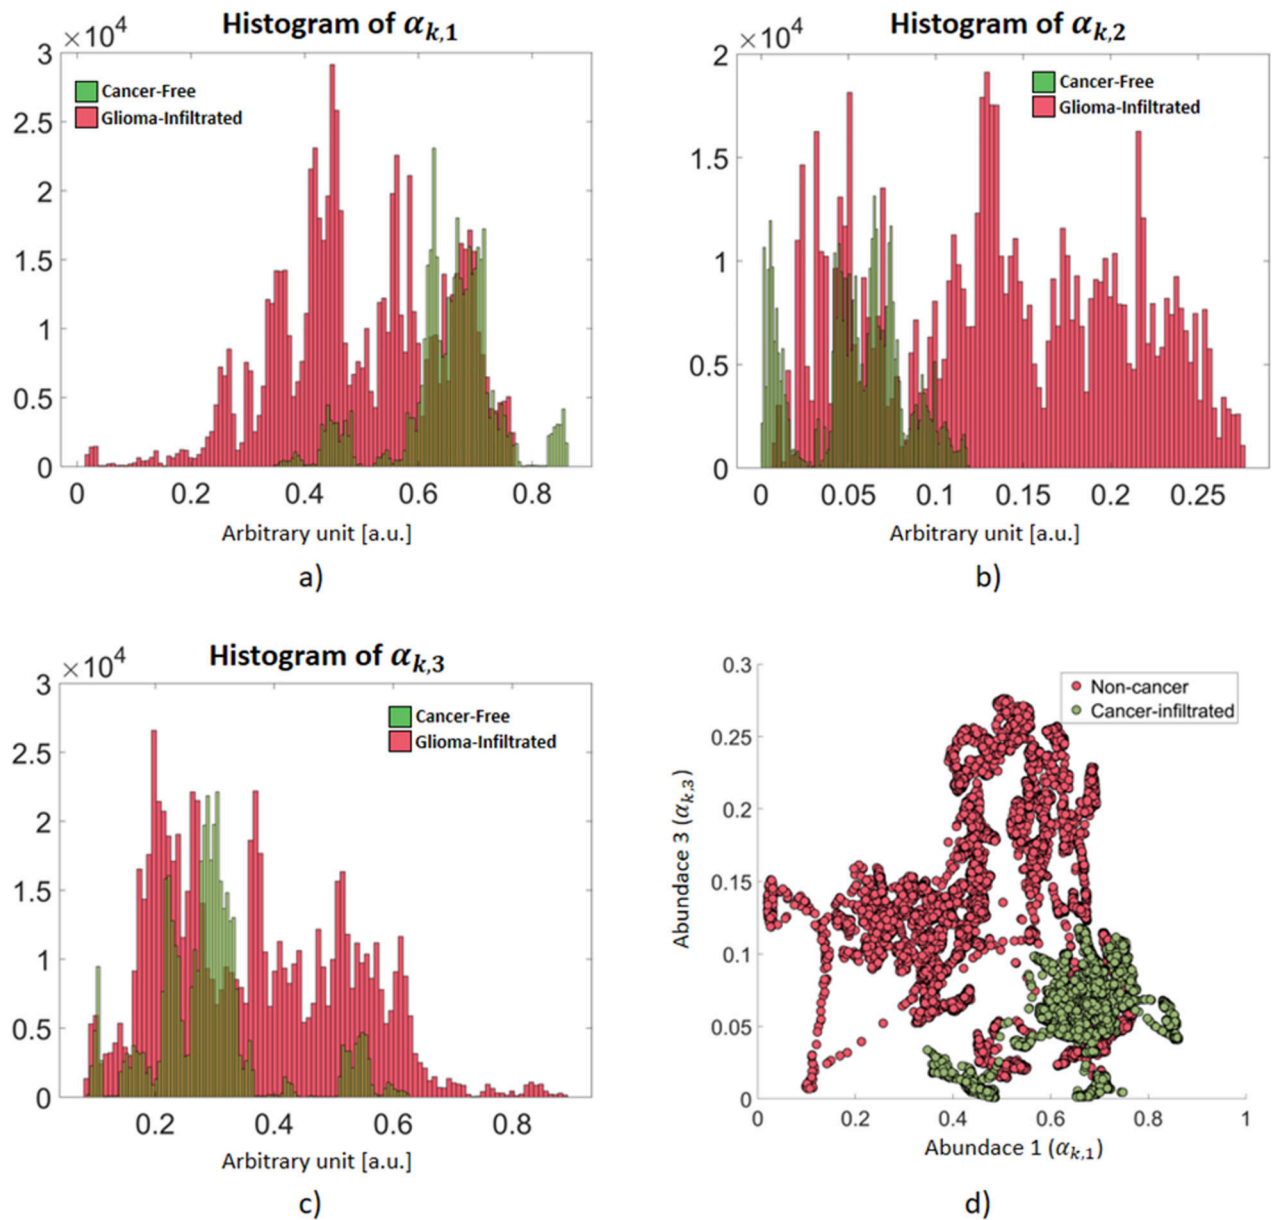 Histogram of α_{k,1}
×10⁴
Cancer-Free
Glioma-Infiltrated
3
2.5
2
1.5
1
0.5
0
0 0.2 0.4 0.6 0.8
Arbitrary unit [a.u.]
a)
Histogram of α_{k,2}
×10⁴
Cancer-Free
Glioma-Infiltrated
2
1.5
1
0.5
0
0 0.05 0.1 0.15 0.2 0.25
Arbitrary unit [a.u.]
b)
Histogram of α_{k,3}
×10⁴
Cancer-Free
Glioma-Infiltrated
3
2.5
2
1.5
1
0.5
0
0.2 0.4 0.6 0.8
Arbitrary unit [a.u.]
c)
Non-cancer
Cancer-infiltrated
0.3
0.25
0.2
0.15
0.1
0.05
0
Abundace 3 (α_{k,3})
0 0.2 0.4 0.6 0.8 1
Abundace 1 (α_{k,1})
d)